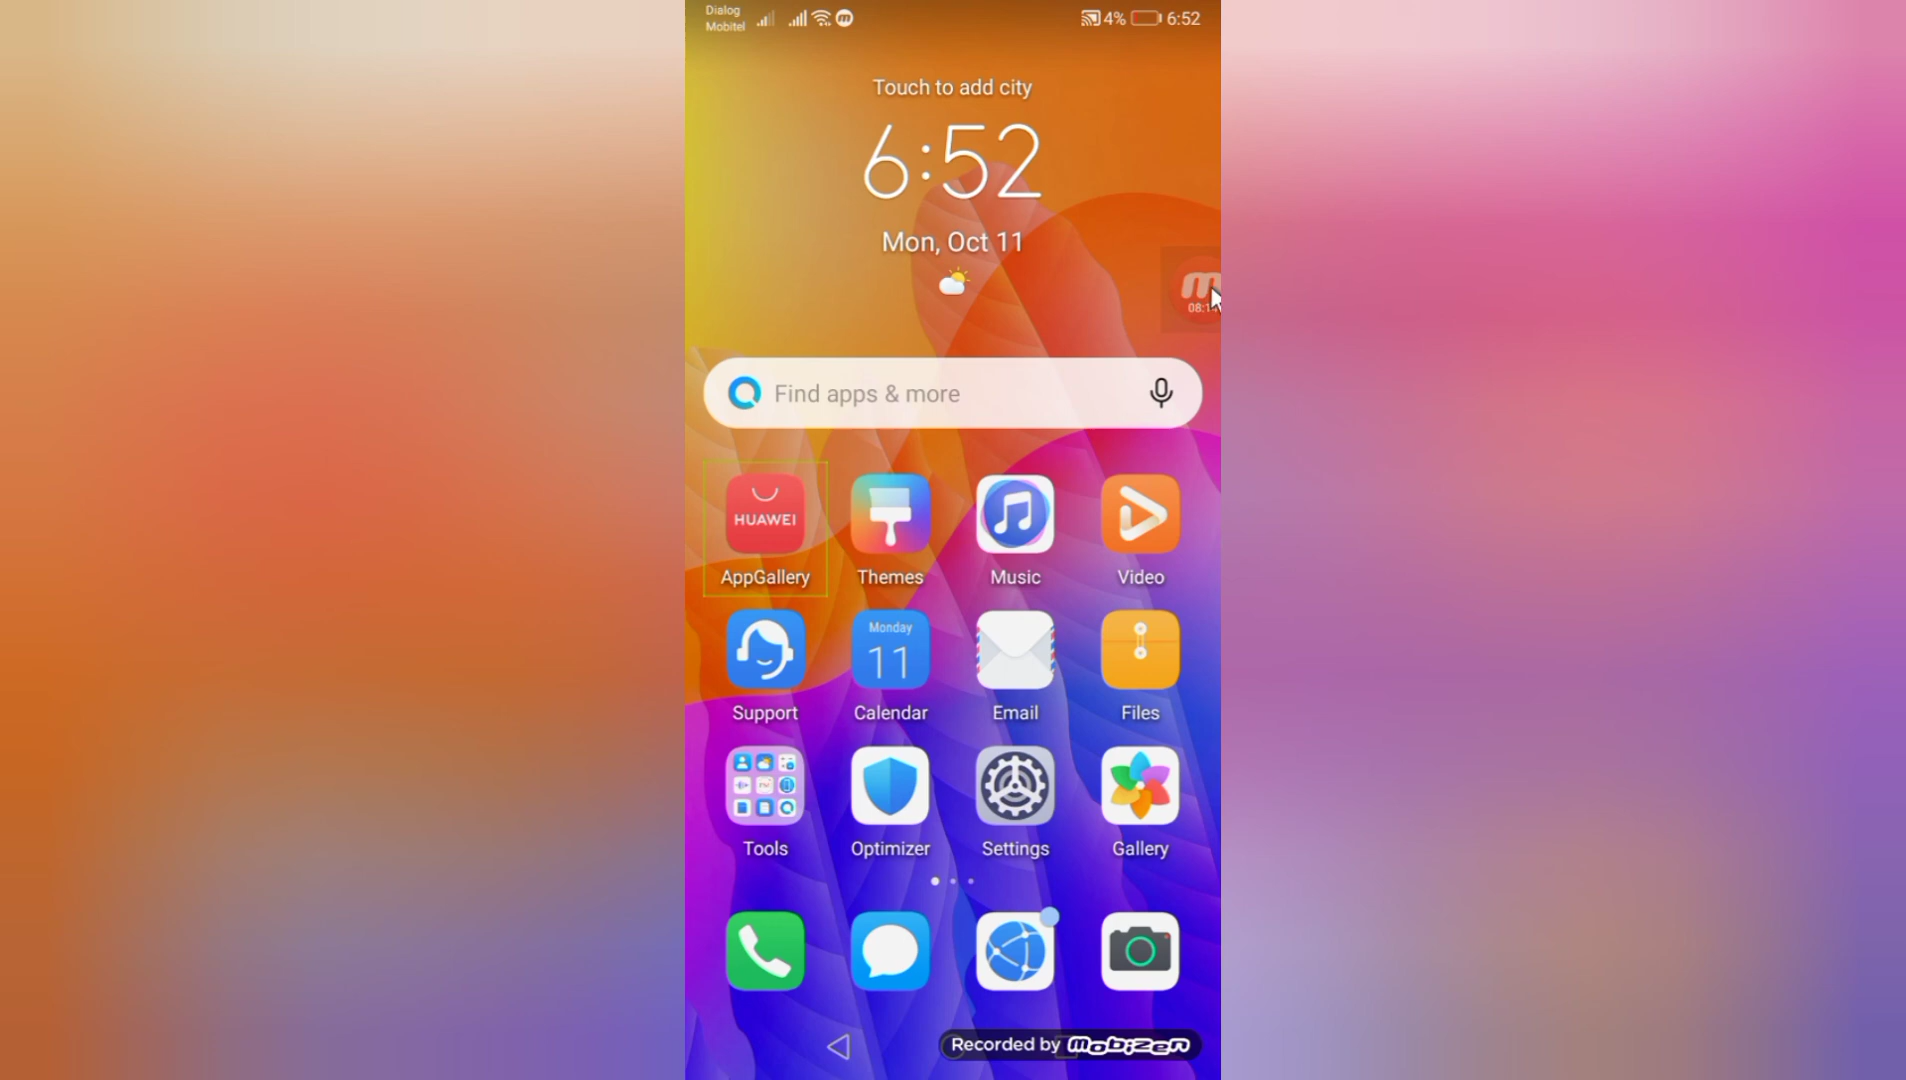 Dialog
Mobitel
4% 6:52
Touch to add city
6:52
Mon, Oct 11
Find apps & more
HUAWEI
AppGallery Themes Music Video
Monday
11
Support Calendar Email Files
Tools Optimizer Settings Gallery
Recorded by mobizen